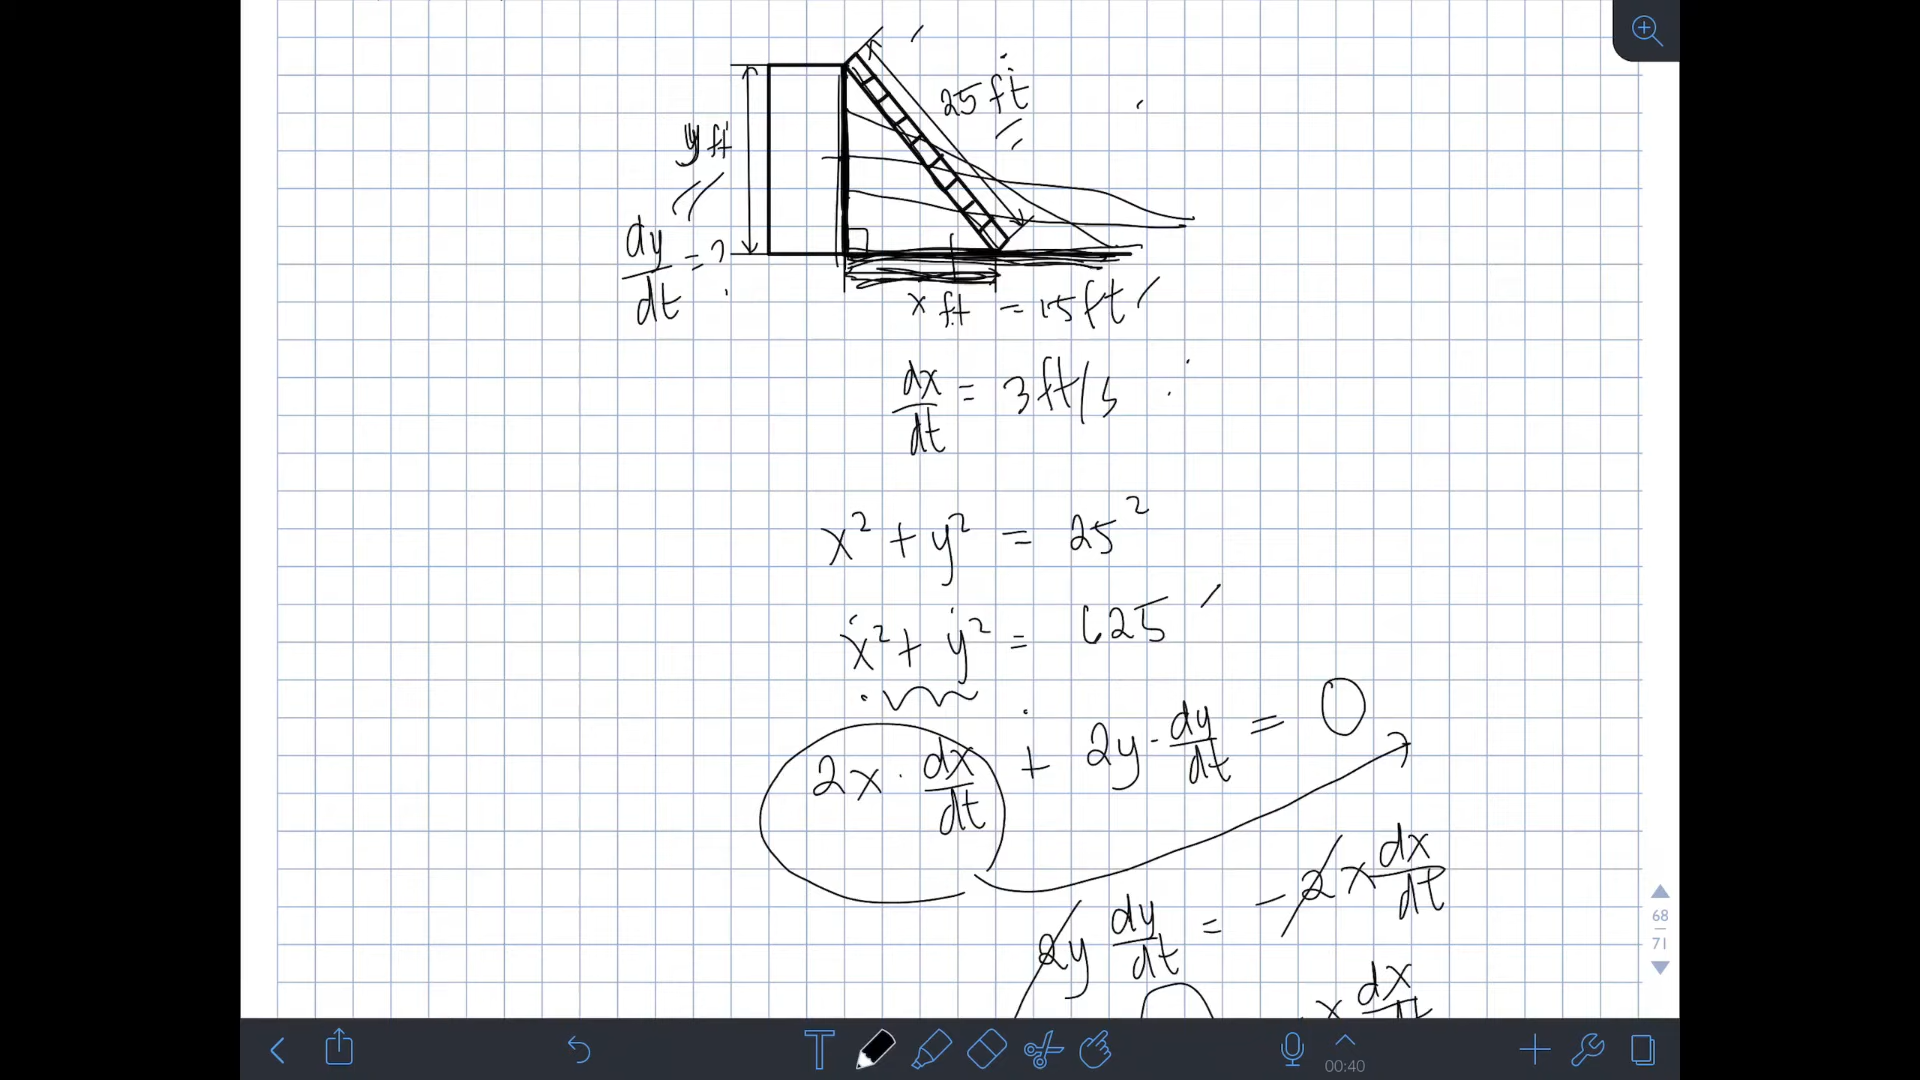 25 ft
y ft
dy/dt = ?
x ft = 15 ft
dx/dt = 3 ft/s
x² + y² = 25²
x² + y² = 625
2x · dx/dt + 2y · dy/dt = 0
2y dy/dt = -2x dx/dt
x dx
68
71
T
00:40